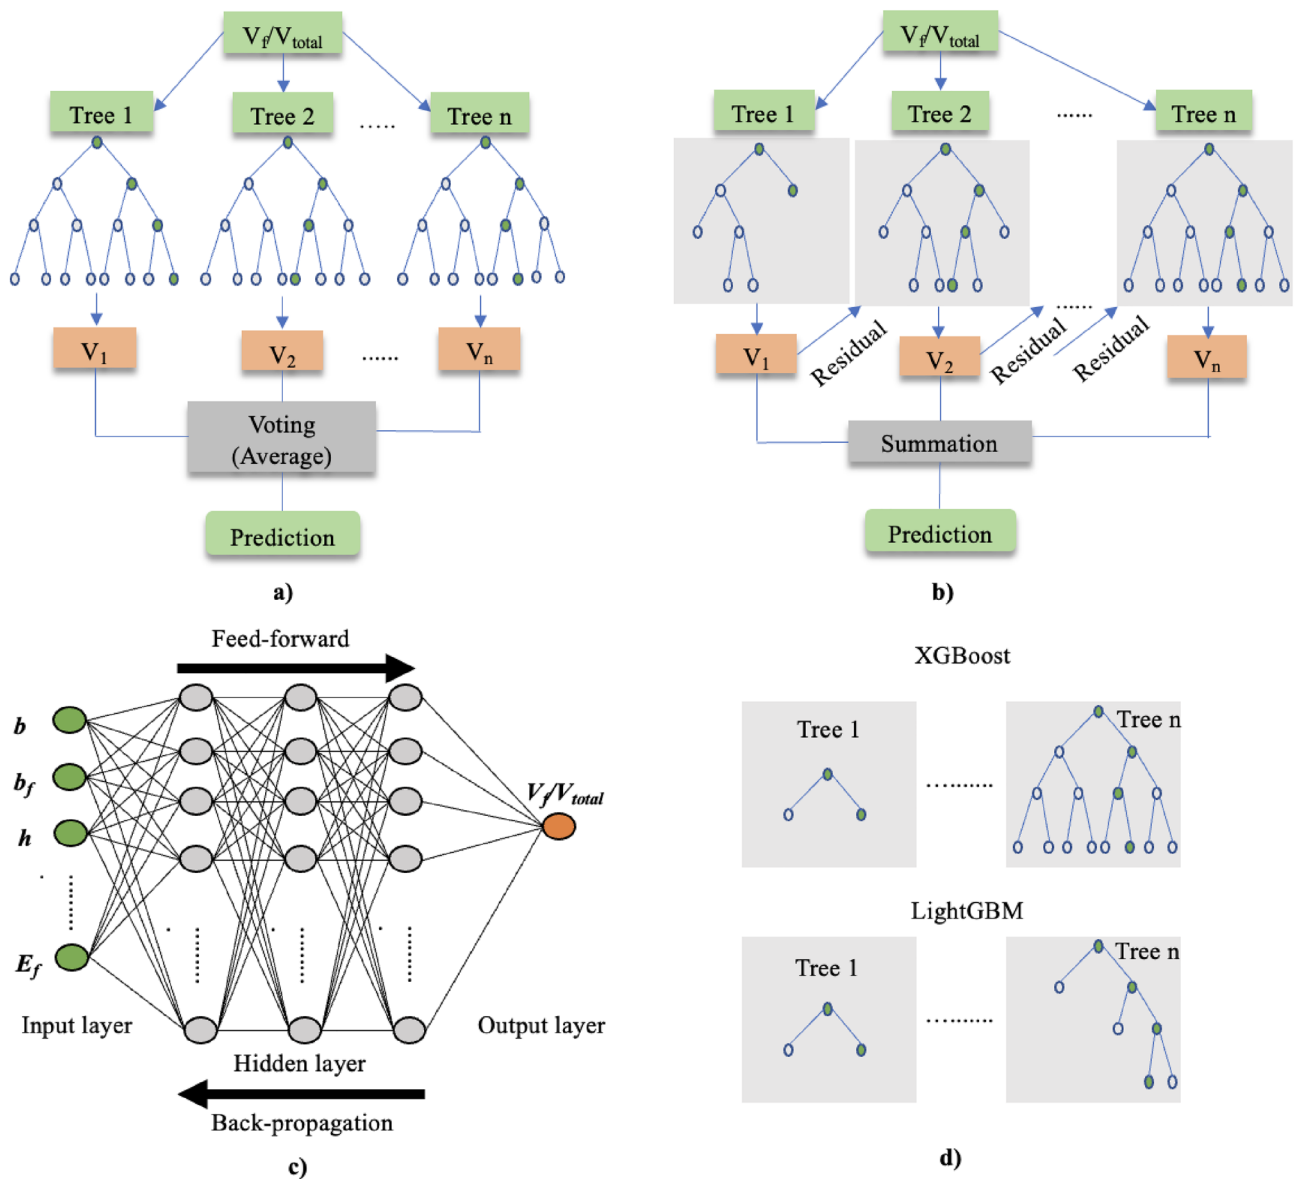 Vf/Vtotal
Tree 1
Tree 2
.....
Tree n
V1
V2
......
Vn
Voting
(Average)
Prediction
a)
Vf/Vtotal
Tree 1
Tree 2
......
Tree n
V1
Residual
V2
Residual
......
Residual
Vn
Summation
Prediction
b)
Feed-forward
b
bf
h
Ef
Vf/Vtotal
Input layer
Hidden layer
Output layer
Back-propagation
c)
XGBoost
Tree 1
..........
Tree n
LightGBM
Tree 1
..........
Tree n
d)